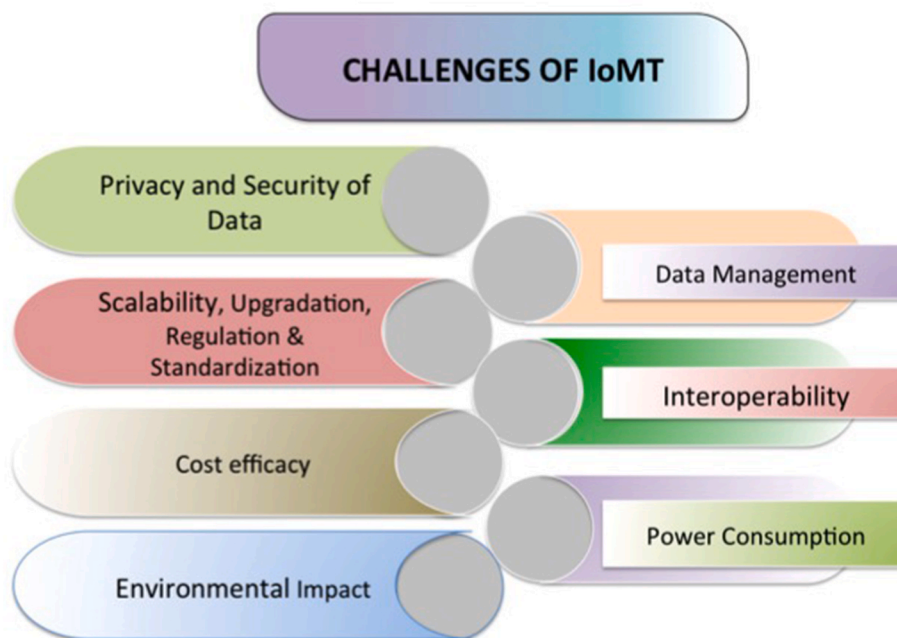 CHALLENGES OF IoMT
Privacy and Security of
Data
Data Management
Scalability, Upgradation,
Regulation &
Standardization
Interoperability
Cost efficacy
Power Consumption
Environmental Impact